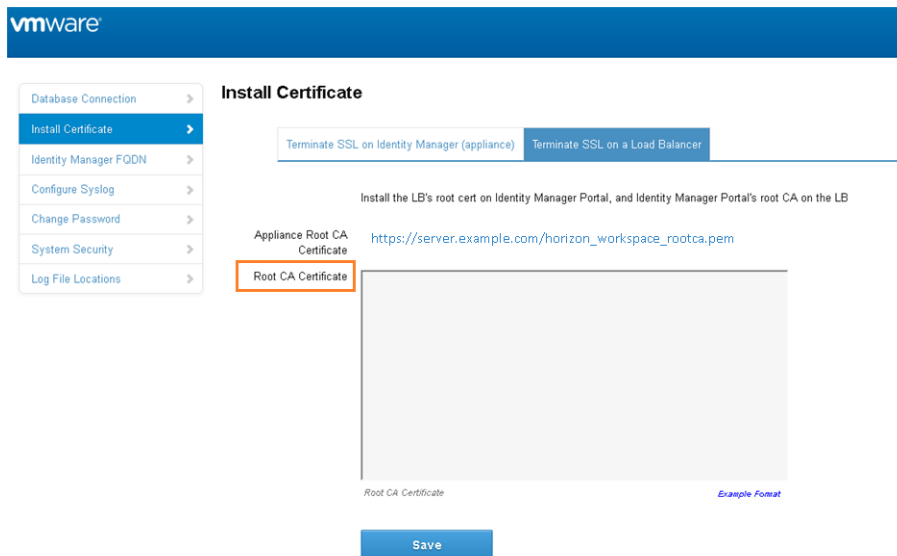 vmware
Install Certificate
Database Connection
Install Certificate
Identity Manager FQDN
Configure Syslog
Change Password
System Security
Log File Locations
Terminate SSL on Identity Manager (appliance)
Terminate SSL on a Load Balancer
Install the LB's root cert on Identity Manager Portal, and Identity Manager Portal's root CA on the LB
Appliance Root CA
Certificate
https://server.example.com/horizon_workspace_rootca.pem
Root CA Certificate
Root CA Certificate
Example Format
Save